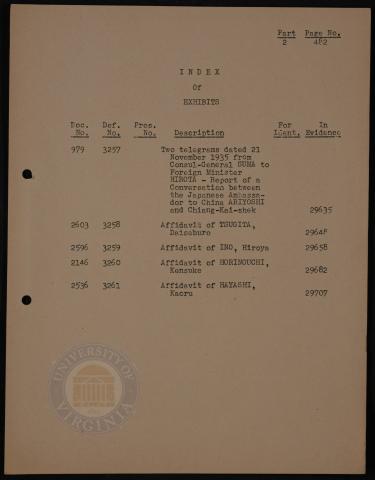 Part Page No.
2 482
INDEX
Of
EXHIBITS
Doc. Def. Pros. For In
No. No. No. Description Ident. Evidence
979 3257 Two telegrams dated 21
November 1935 from
Consul-General SUMA to
Foreign Minister
HIROTA - Report of a
Conversation between
the Japanese Ambassa-
dor to China ARIYOSHI
and Chiang-Kai-shek 29635
2603 3258 Affidavit of TSUGITA,
Daisaburo 29648
2596 3259 Affidavit of INO, Hiroya 29658
2146 3260 Affidavit of HORINOUCHI,
Kensuke 29682
2536 3261 Affidavit of HAYASHI,
Kaoru 29707
UNIVERSITY OF
VIRGINIA